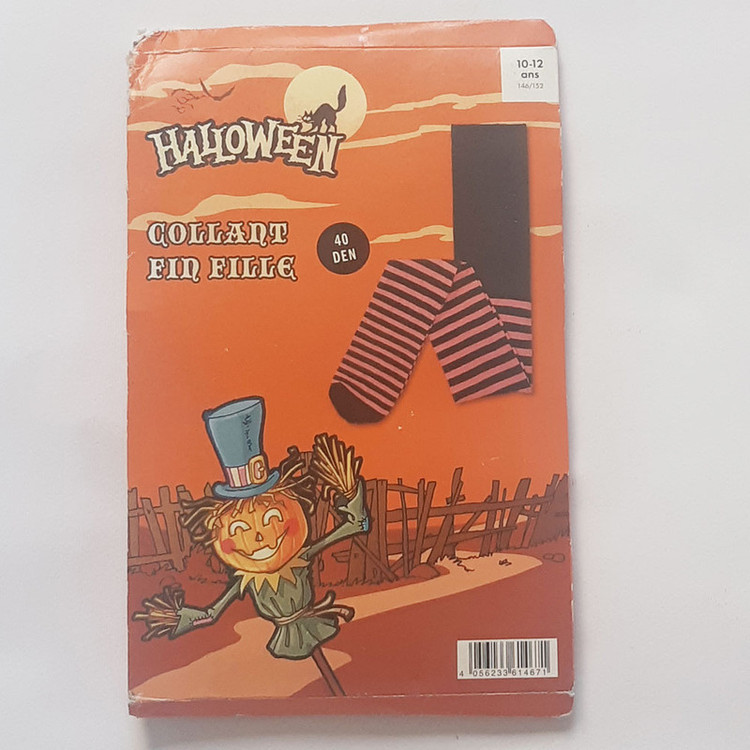 10-12
ans
146/152
HALLOWEEN
COLLANT
FIN FILLE
40
DEN
4 056233 614671